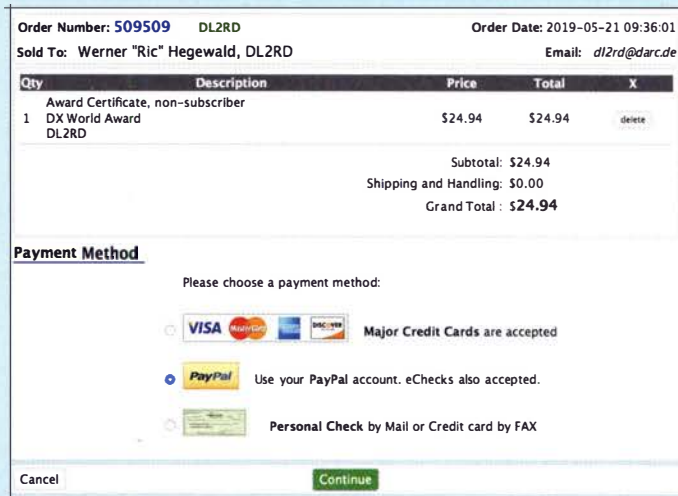 Order Number: 509509 DL2RD Order Date: 2019-05-21 09:36:01
Sold To: Werner "Ric" Hegewald, DL2RD Email: dl2rd@darc.de
Qty Description Price Total X
Award Certificate, non-subscriber
1 DX World Award $24.94 $24.94 delete
DL2RD
Subtotal: $24.94
Shipping and Handling: $0.00
Grand Total : $24.94
Payment Method
Please choose a payment method:
VISA MasterCard DISCOVER Major Credit Cards are accepted
PayPal Use your PayPal account. eChecks also accepted.
Personal Check by Mail or Credit card by FAX
Cancel Continue